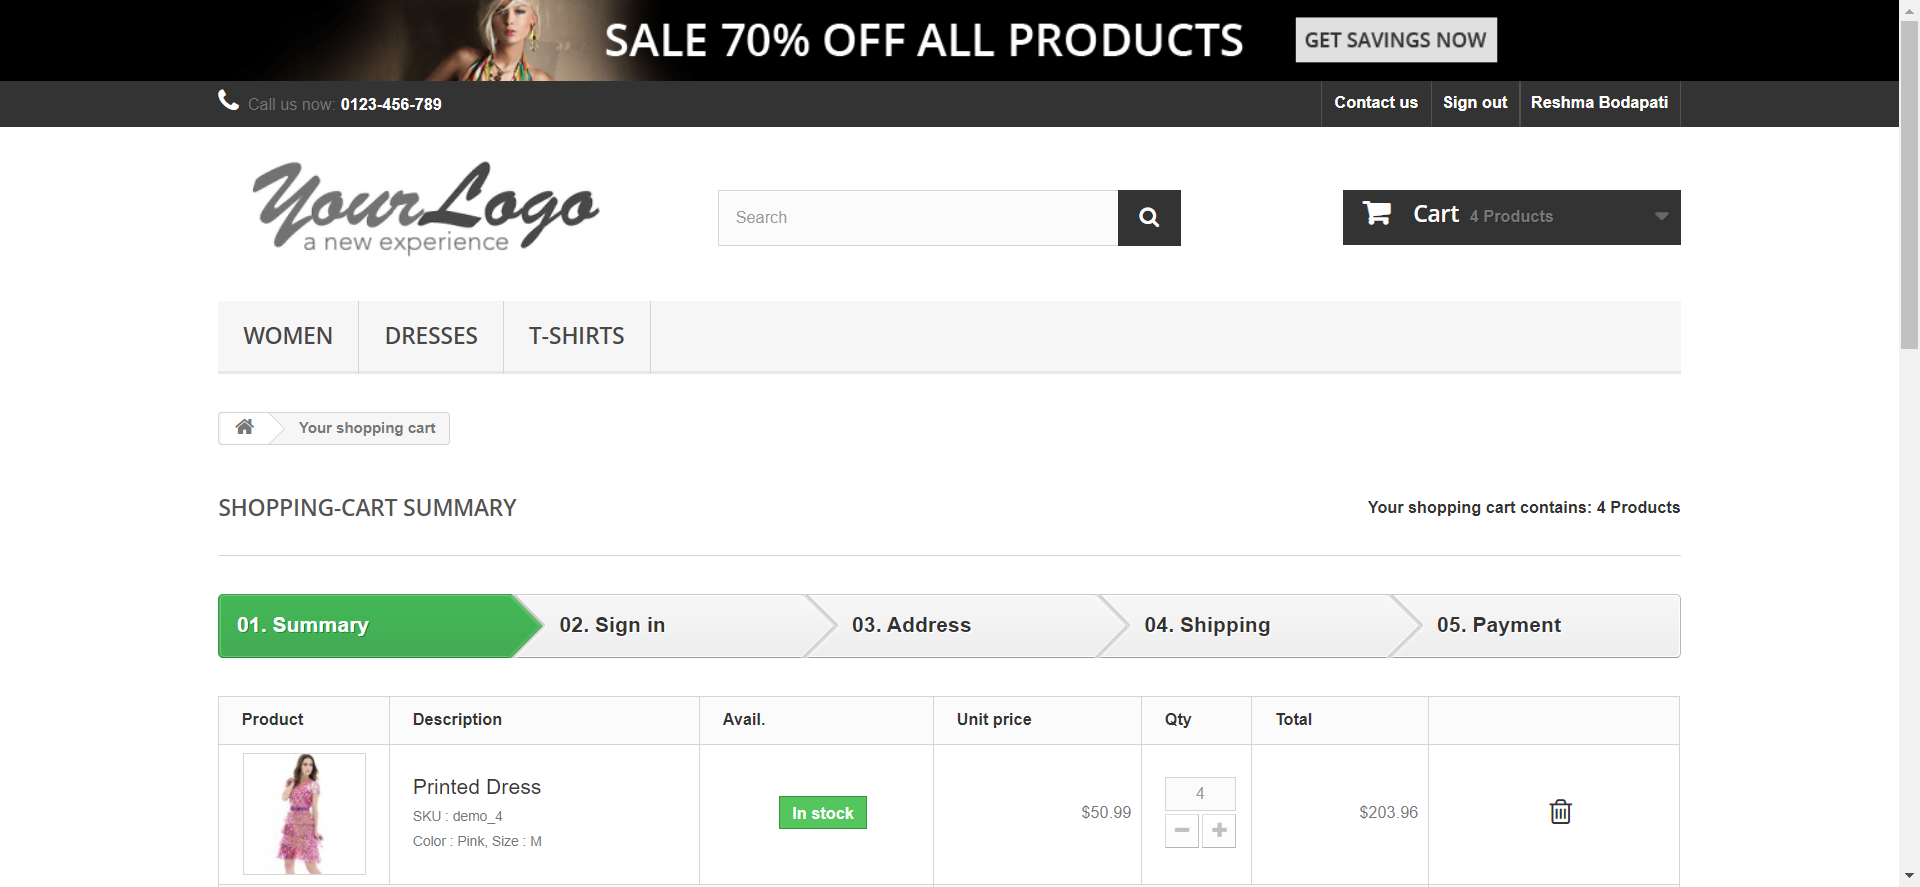 SALE 70% OFF ALL PRODUCTS
GET SAVINGS NOW
Call us now: 0123-456-789
Contact us
Sign out
Reshma Bodapati
YourLogo
a new experience
Search
Cart 4 Products
WOMEN
DRESSES
T-SHIRTS
Your shopping cart
SHOPPING-CART SUMMARY
Your shopping cart contains: 4 Products
01. Summary
02. Sign in
03. Address
04. Shipping
05. Payment
Product
Description
Avail.
Unit price
Qty
Total
Printed Dress
SKU : demo_4
Color : Pink, Size : M
In stock
$50.99
4
$203.96